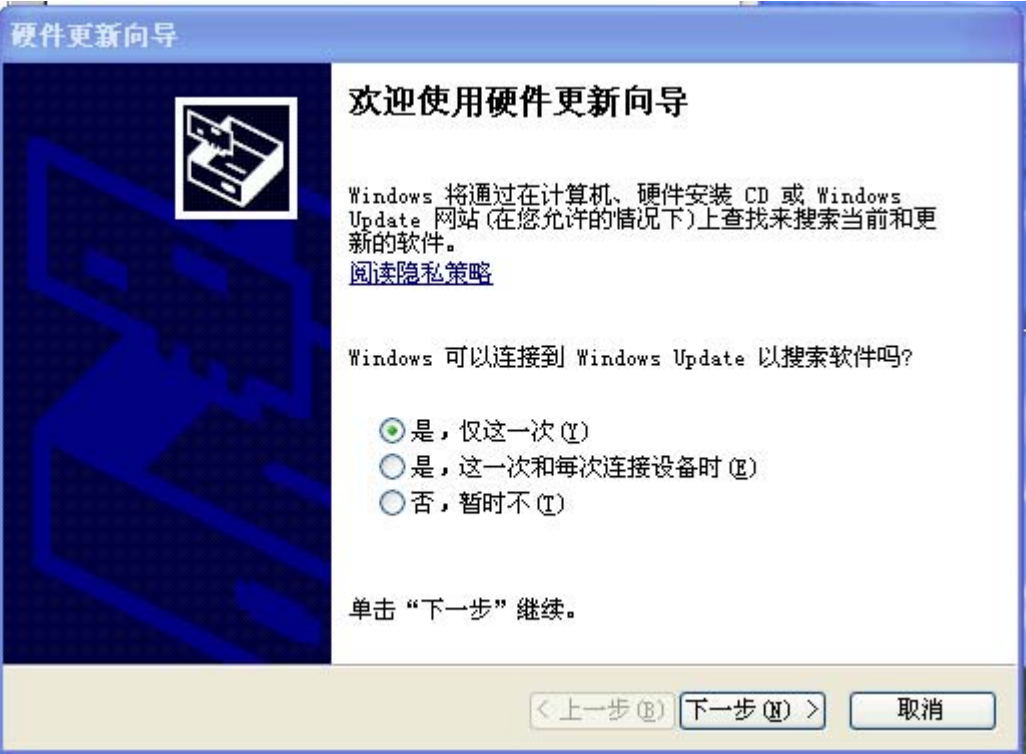 硬件更新向导
欢迎使用硬件更新向导
Windows 将通过在计算机、硬件安装 CD 或 Windows
Update 网站(在您允许的情况下)上查找来搜索当前和更
新的软件。
阅读隐私策略
Windows 可以连接到 Windows Update 以搜索软件吗?
是，仅这一次(Y)
是，这一次和每次连接设备时(E)
否，暂时不(T)
单击“下一步”继续。
< 上一步(B) 下一步(N) > 取消